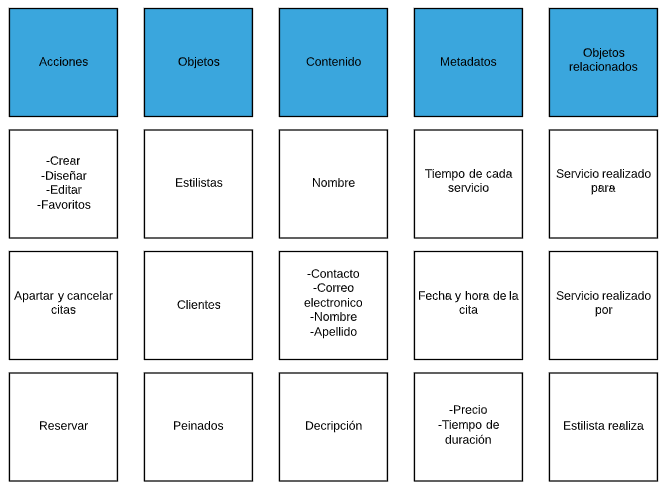 Acciones
Objetos
Contenido
Metadatos
Objetos
relacionados
-Crear
-Diseñar
-Editar
-Favoritos
Estilistas
Nombre
Tiempo de cada
servicio
Servicio realizado
para
Apartar y cancelar
citas
Clientes
-Contacto
-Correo
electronico
-Nombre
-Apellido
Fecha y hora de la
cita
Servicio realizado
por
Reservar
Peinados
Decripción
-Precio
-Tiempo de
duración
Estilista realiza